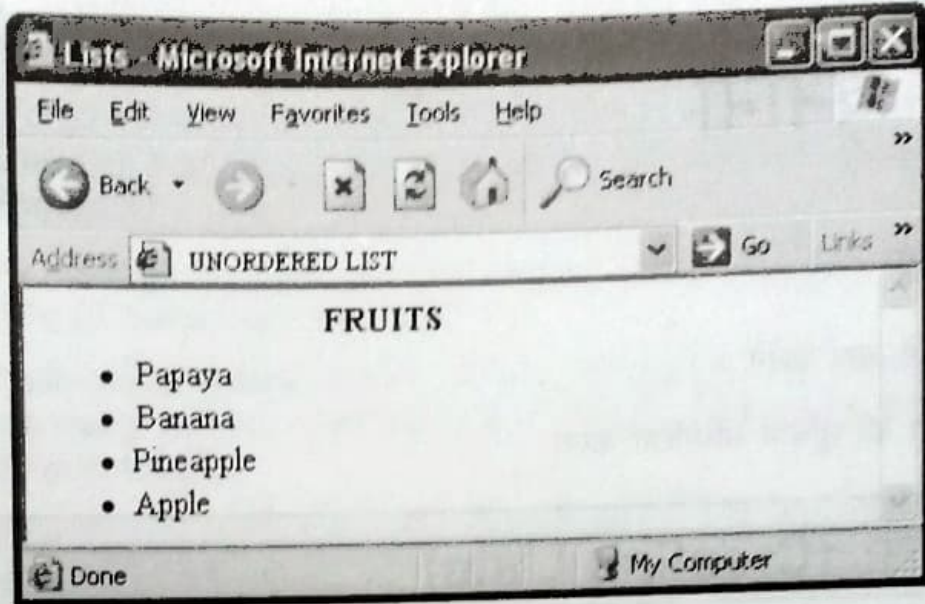 Lists - Microsoft Internet Explorer
File Edit View Favorites Tools Help
Back Search
Address UNORDERED LIST Go Links »
FRUITS
• Papaya
• Banana
• Pineapple
• Apple
Done My Computer